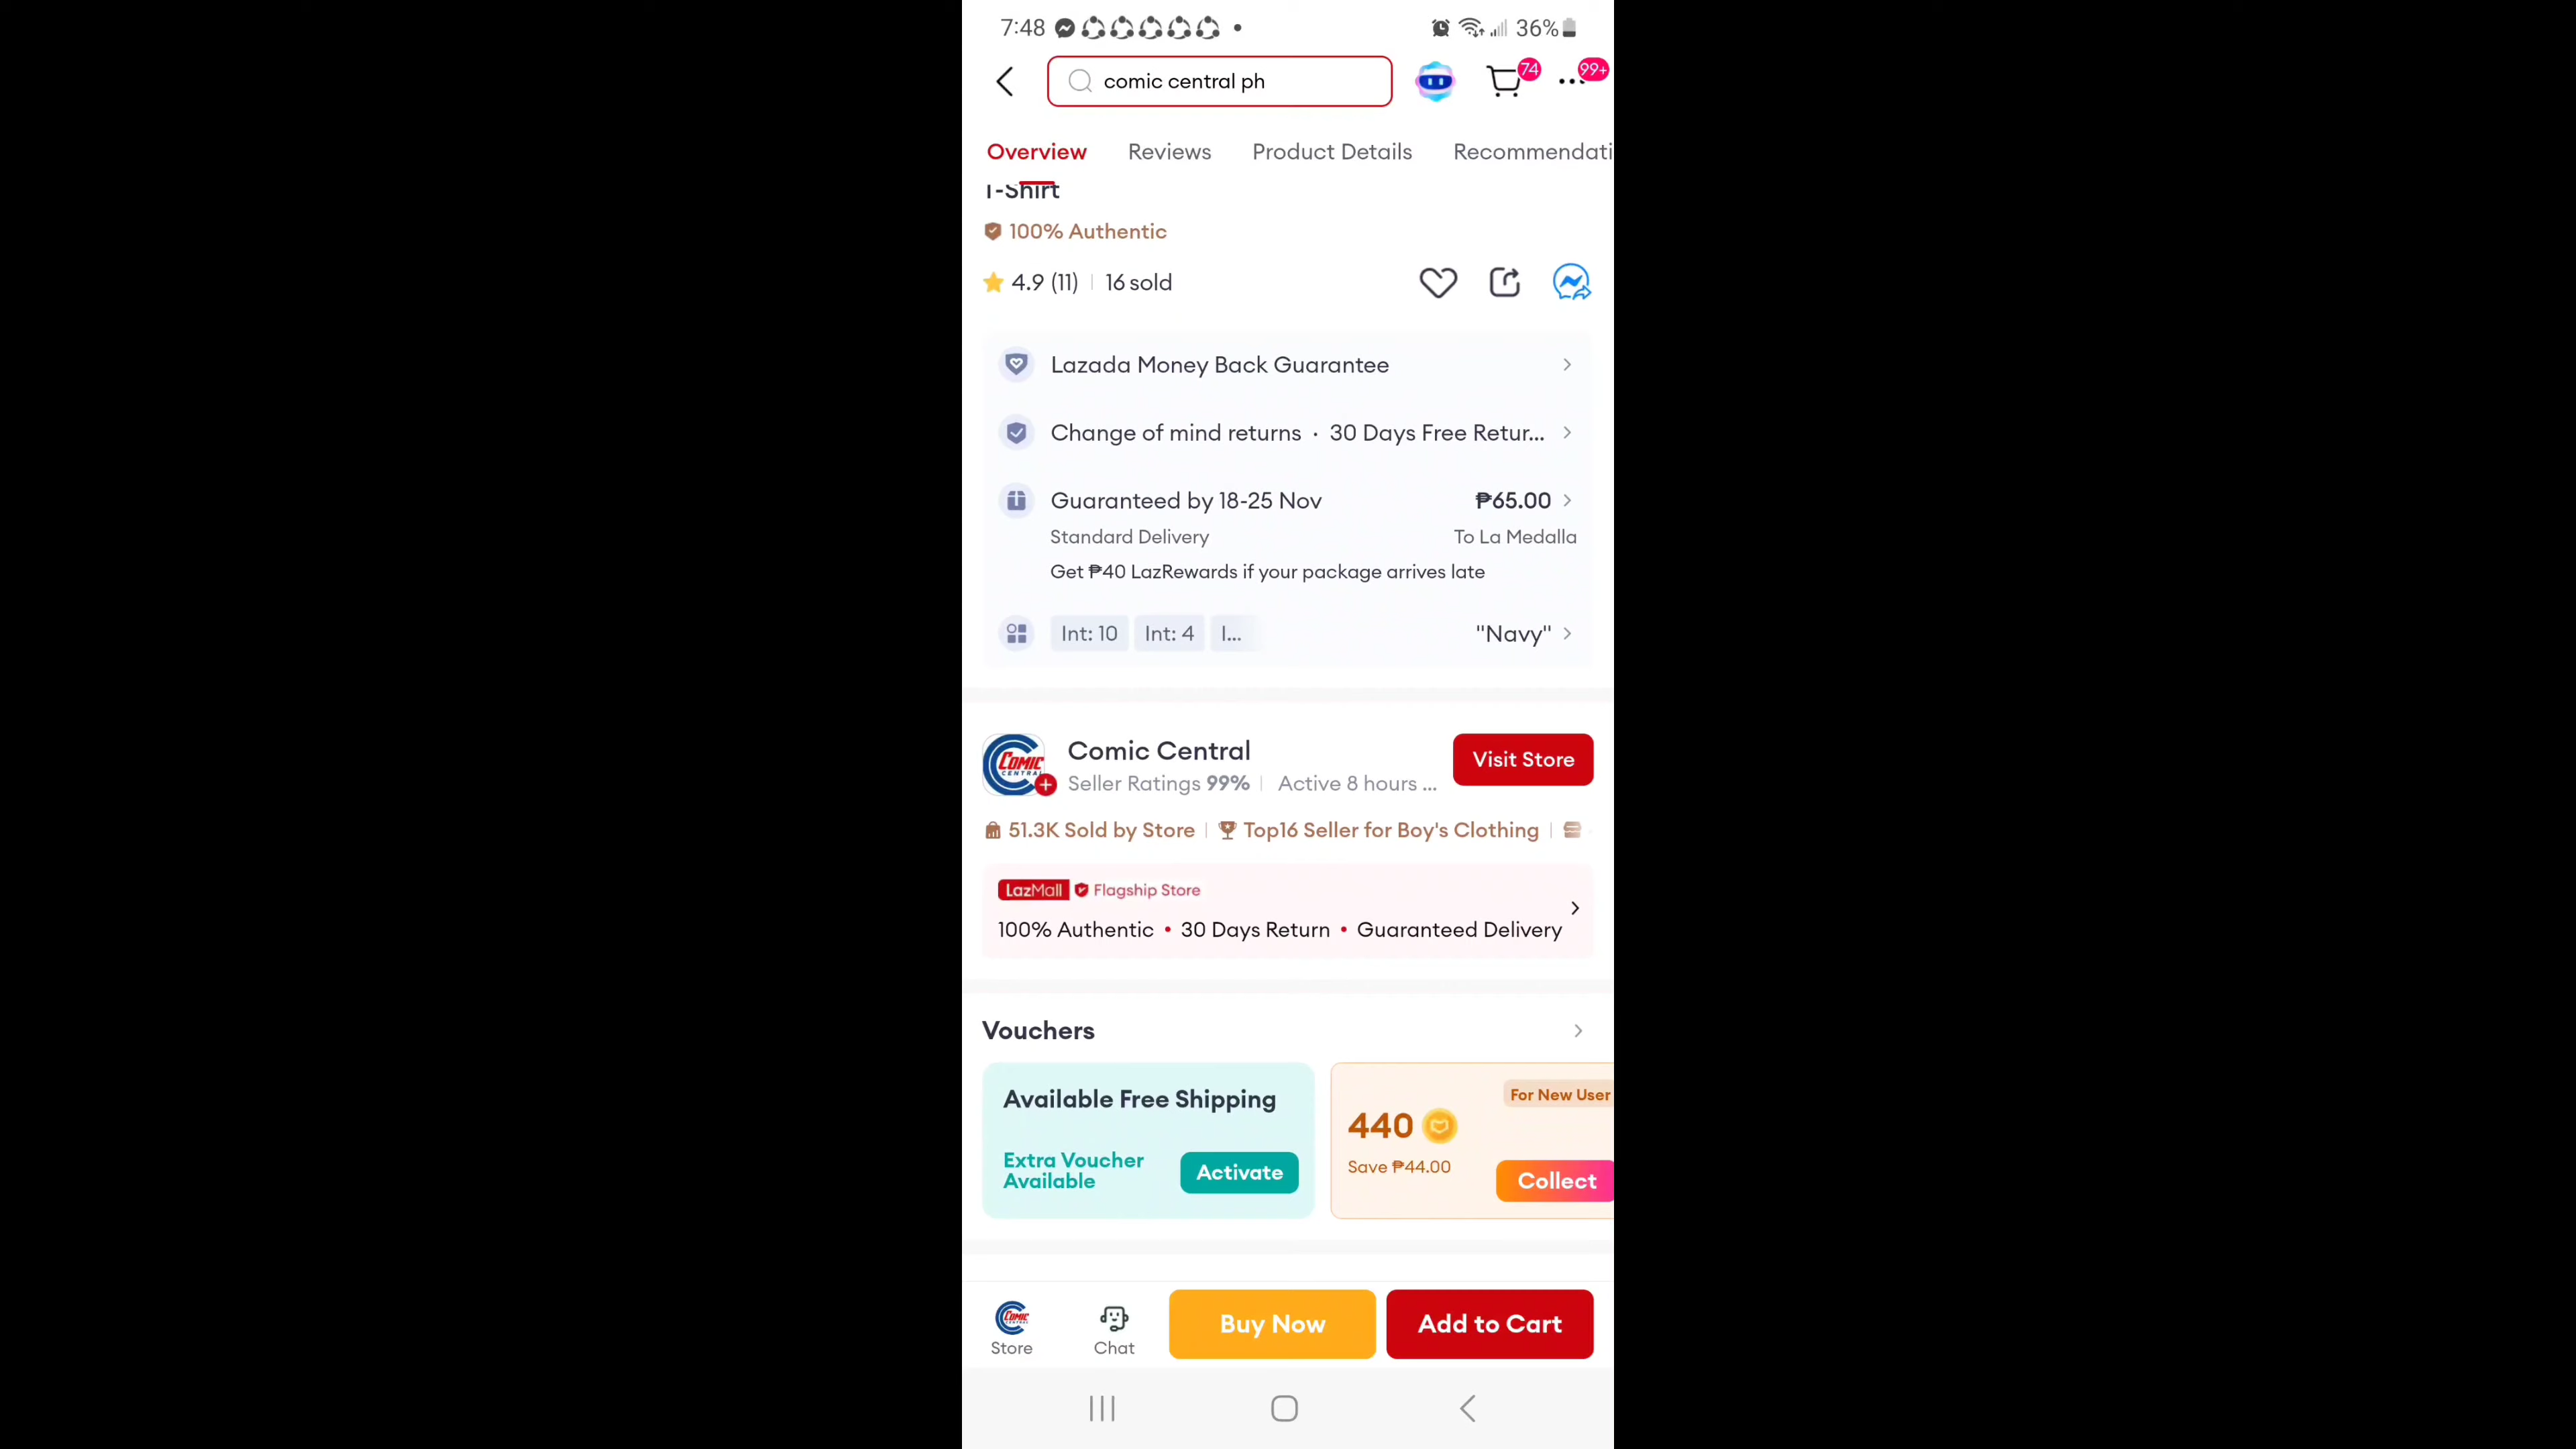 7:48
36%
comic central ph
74
99+
Overview
Reviews
Product Details
Recommendati
T-Shirt
100% Authentic
4.9 (11)
16 sold
Lazada Money Back Guarantee
Change of mind returns · 30 Days Free Retur...
Guaranteed by 18-25 Nov
₱65.00
Standard Delivery
To La Medalla
Get ₱40 LazRewards if your package arrives late
Int: 10
Int: 4
I...
"Navy"
COMIC CENTRAL
Comic Central
Seller Ratings 99%
Active 8 hours ...
Visit Store
51.3K Sold by Store
Top16 Seller for Boy's Clothing
LazMall
Flagship Store
100% Authentic • 30 Days Return • Guaranteed Delivery
Vouchers
Available Free Shipping
Extra Voucher
Available
Activate
For New User
440
Save ₱44.00
Collect
COMIC CENTRAL
Store
Chat
Buy Now
Add to Cart